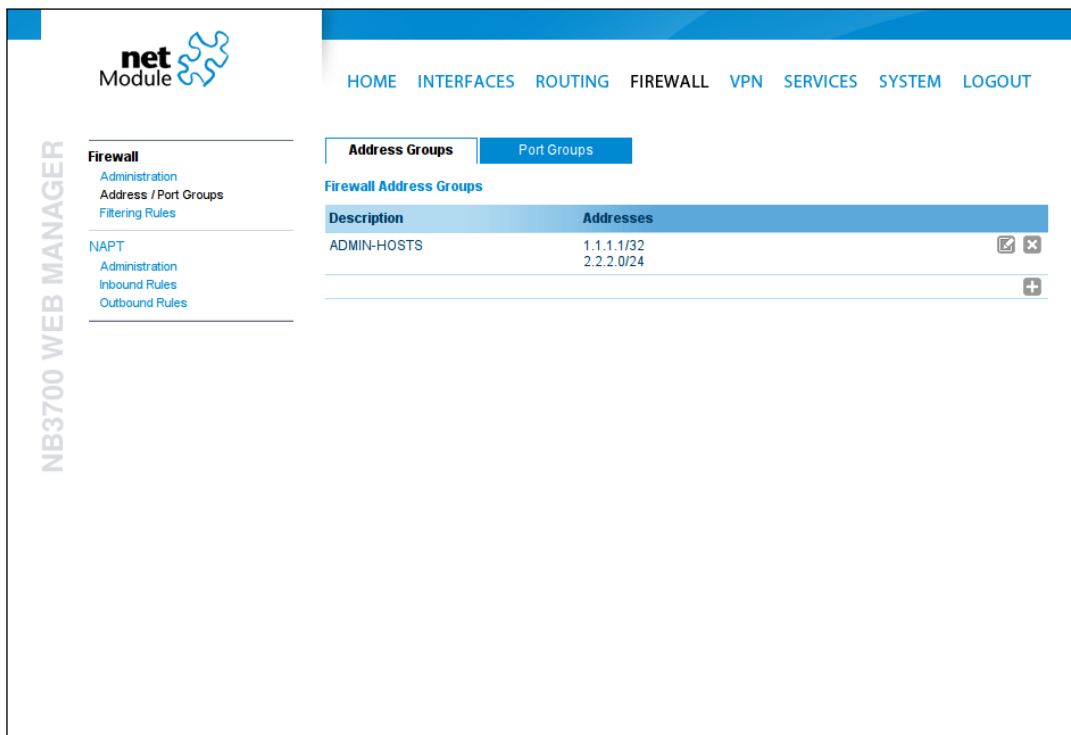 net
Module
HOME INTERFACES ROUTING FIREWALL VPN SERVICES SYSTEM LOGOUT
NB3700 WEB MANAGER
Firewall
Administration
Address / Port Groups
Filtering Rules
NAPT
Administration
Inbound Rules
Outbound Rules
Address Groups Port Groups
Firewall Address Groups
Description Addresses
ADMIN-HOSTS 1.1.1.1/32
2.2.2.0/24